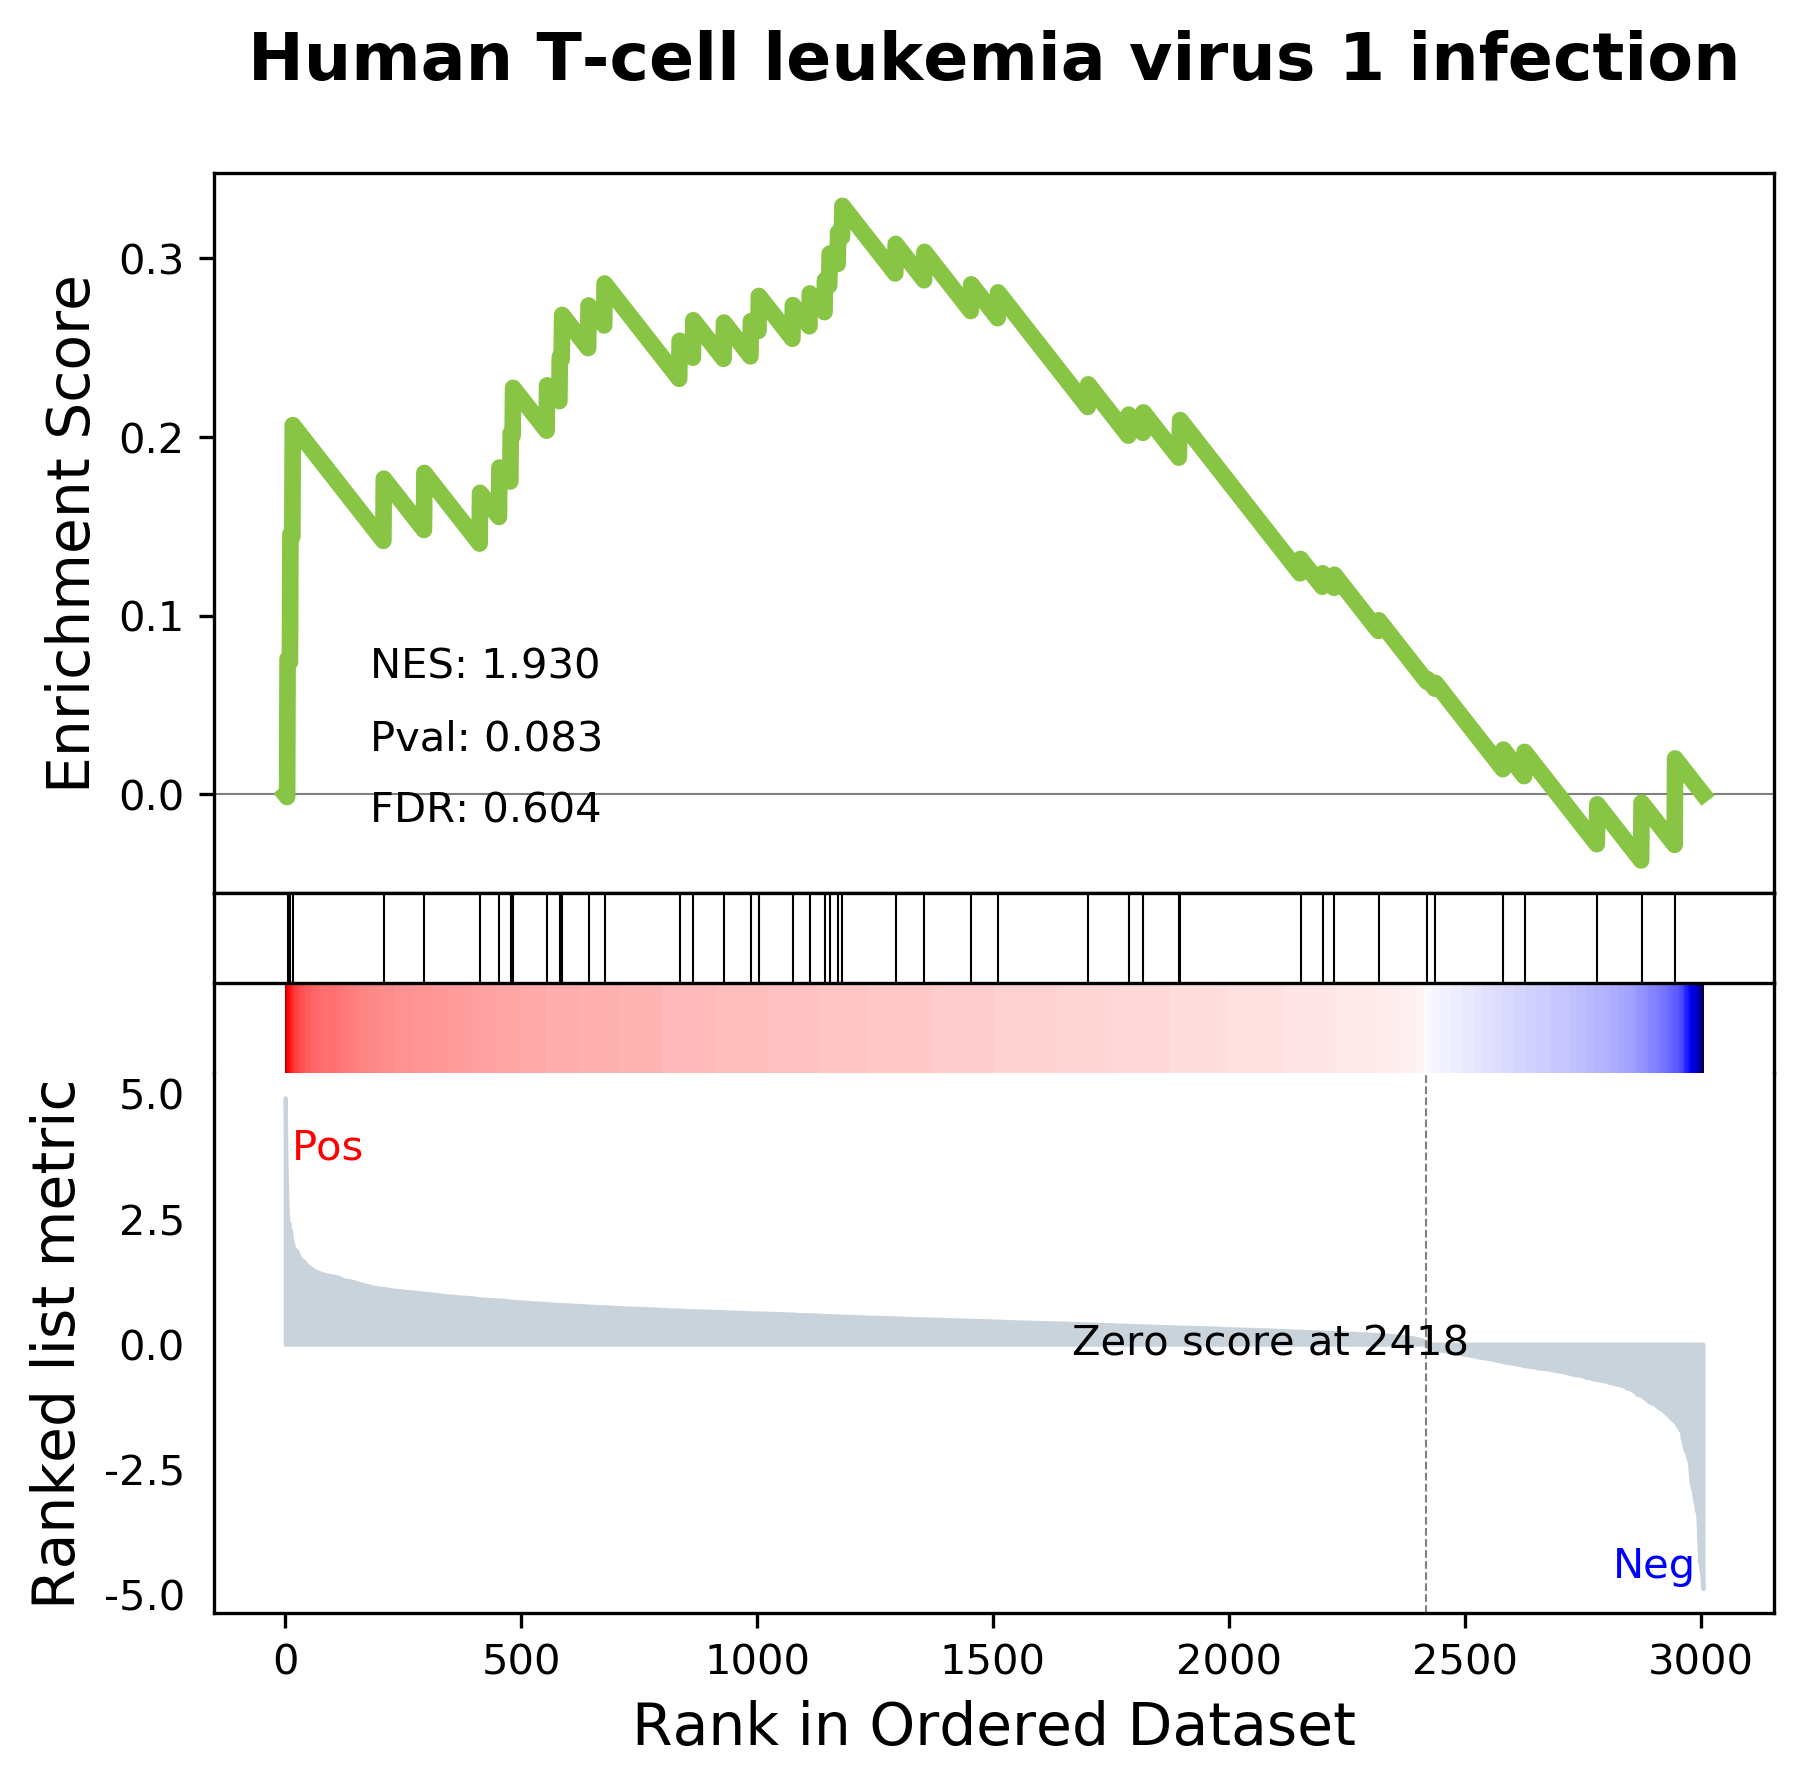 Human T-cell leukemia virus 1 infection
Enrichment Score
0.3
0.2
0.1
0.0
NES: 1.930
Pval: 0.083
FDR: 0.604
Ranked list metric
5.0
2.5
0.0
-2.5
-5.0
Pos
Zero score at 2418
Neg
0 500 1000 1500 2000 2500 3000
Rank in Ordered Dataset